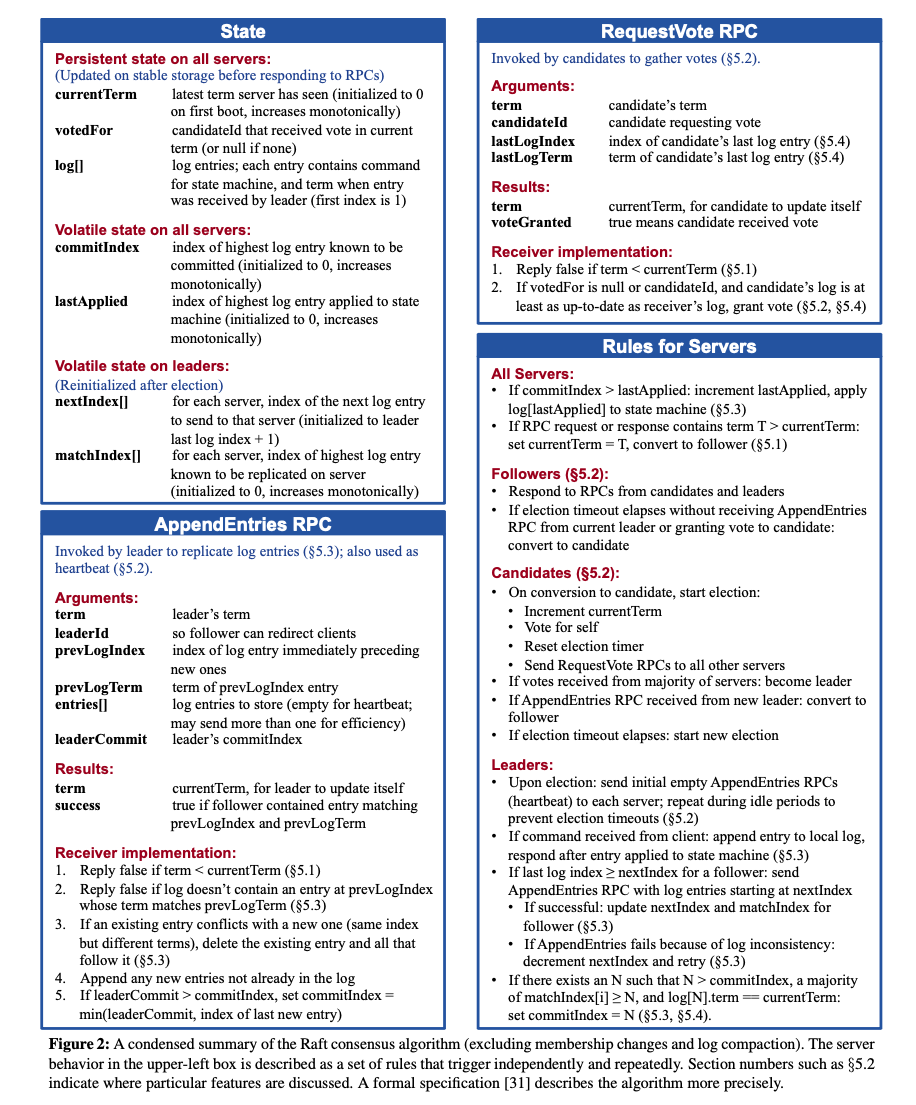 State
Persistent state on all servers:
(Updated on stable storage before responding to RPCs)
currentTerm latest term server has seen (initialized to 0
on first boot, increases monotonically)
votedFor candidateId that received vote in current
term (or null if none)
log[] log entries; each entry contains command
for state machine, and term when entry
was received by leader (first index is 1)
Volatile state on all servers:
commitIndex index of highest log entry known to be
committed (initialized to 0, increases
monotonically)
lastApplied index of highest log entry applied to state
machine (initialized to 0, increases
monotonically)
Volatile state on leaders:
(Reinitialized after election)
nextIndex[] for each server, index of the next log entry
to send to that server (initialized to leader
last log index + 1)
matchIndex[] for each server, index of highest log entry
known to be replicated on server
(initialized to 0, increases monotonically)
AppendEntries RPC
Invoked by leader to replicate log entries (§5.3); also used as
heartbeat (§5.2).
Arguments:
term leader’s term
leaderId so follower can redirect clients
prevLogIndex index of log entry immediately preceding
new ones
prevLogTerm term of prevLogIndex entry
entries[] log entries to store (empty for heartbeat;
may send more than one for efficiency)
leaderCommit leader’s commitIndex
Results:
term currentTerm, for leader to update itself
success true if follower contained entry matching
prevLogIndex and prevLogTerm
Receiver implementation:
1. Reply false if term < currentTerm (§5.1)
2. Reply false if log doesn’t contain an entry at prevLogIndex
whose term matches prevLogTerm (§5.3)
3. If an existing entry conflicts with a new one (same index
but different terms), delete the existing entry and all that
follow it (§5.3)
4. Append any new entries not already in the log
5. If leaderCommit > commitIndex, set commitIndex =
min(leaderCommit, index of last new entry)
RequestVote RPC
Invoked by candidates to gather votes (§5.2).
Arguments:
term candidate’s term
candidateId candidate requesting vote
lastLogIndex index of candidate’s last log entry (§5.4)
lastLogTerm term of candidate’s last log entry (§5.4)
Results:
term currentTerm, for candidate to update itself
voteGranted true means candidate received vote
Receiver implementation:
1. Reply false if term < currentTerm (§5.1)
2. If votedFor is null or candidateId, and candidate’s log is at
least as up-to-date as receiver’s log, grant vote (§5.2, §5.4)
Rules for Servers
All Servers:
• If commitIndex > lastApplied: increment lastApplied, apply
log[lastApplied] to state machine (§5.3)
• If RPC request or response contains term T > currentTerm:
set currentTerm = T, convert to follower (§5.1)
Followers (§5.2):
• Respond to RPCs from candidates and leaders
• If election timeout elapses without receiving AppendEntries
RPC from current leader or granting vote to candidate:
convert to candidate
Candidates (§5.2):
• On conversion to candidate, start election:
• Increment currentTerm
• Vote for self
• Reset election timer
• Send RequestVote RPCs to all other servers
• If votes received from majority of servers: become leader
• If AppendEntries RPC received from new leader: convert to
follower
• If election timeout elapses: start new election
Leaders:
• Upon election: send initial empty AppendEntries RPCs
(heartbeat) to each server; repeat during idle periods to
prevent election timeouts (§5.2)
• If command received from client: append entry to local log,
respond after entry applied to state machine (§5.3)
• If last log index ≥ nextIndex for a follower: send
AppendEntries RPC with log entries starting at nextIndex
• If successful: update nextIndex and matchIndex for
follower (§5.3)
• If AppendEntries fails because of log inconsistency:
decrement nextIndex and retry (§5.3)
• If there exists an N such that N > commitIndex, a majority
of matchIndex[i] ≥ N, and log[N].term == currentTerm:
set commitIndex = N (§5.3, §5.4).
Figure 2: A condensed summary of the Raft consensus algorithm (excluding membership changes and log compaction). The server
behavior in the upper-left box is described as a set of rules that trigger independently and repeatedly. Section numbers such as §5.2
indicate where particular features are discussed. A formal specification [31] describes the algorithm more precisely.